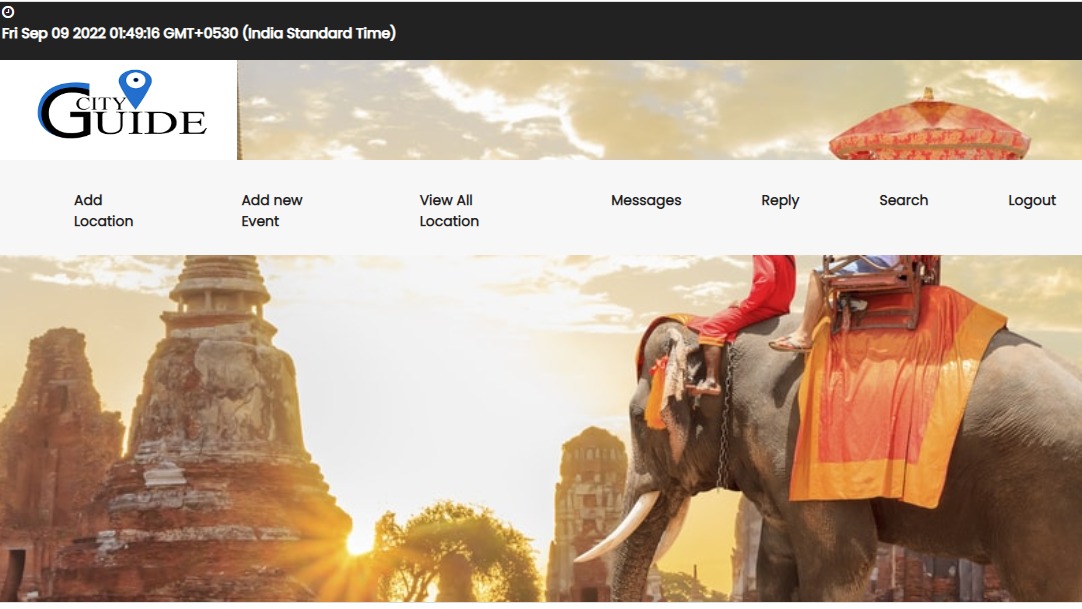 Fri Sep 09 2022 01:49:16 GMT+0530 (India Standard Time)
CITY
GUIDE
Add
Location
Add new
Event
View All
Location
Messages
Reply
Search
Logout